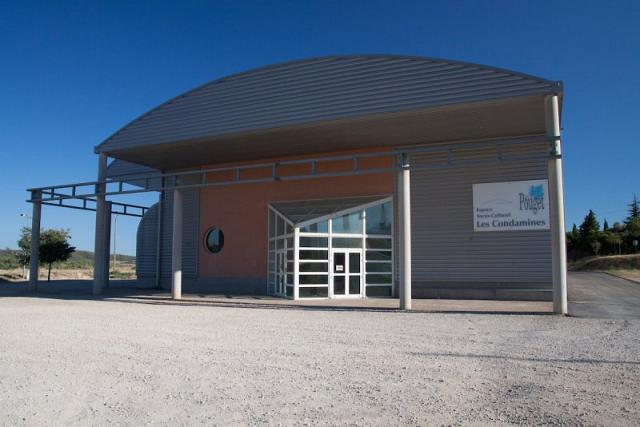 Pouget
Espace
Socio-Culturel
Les Condamines